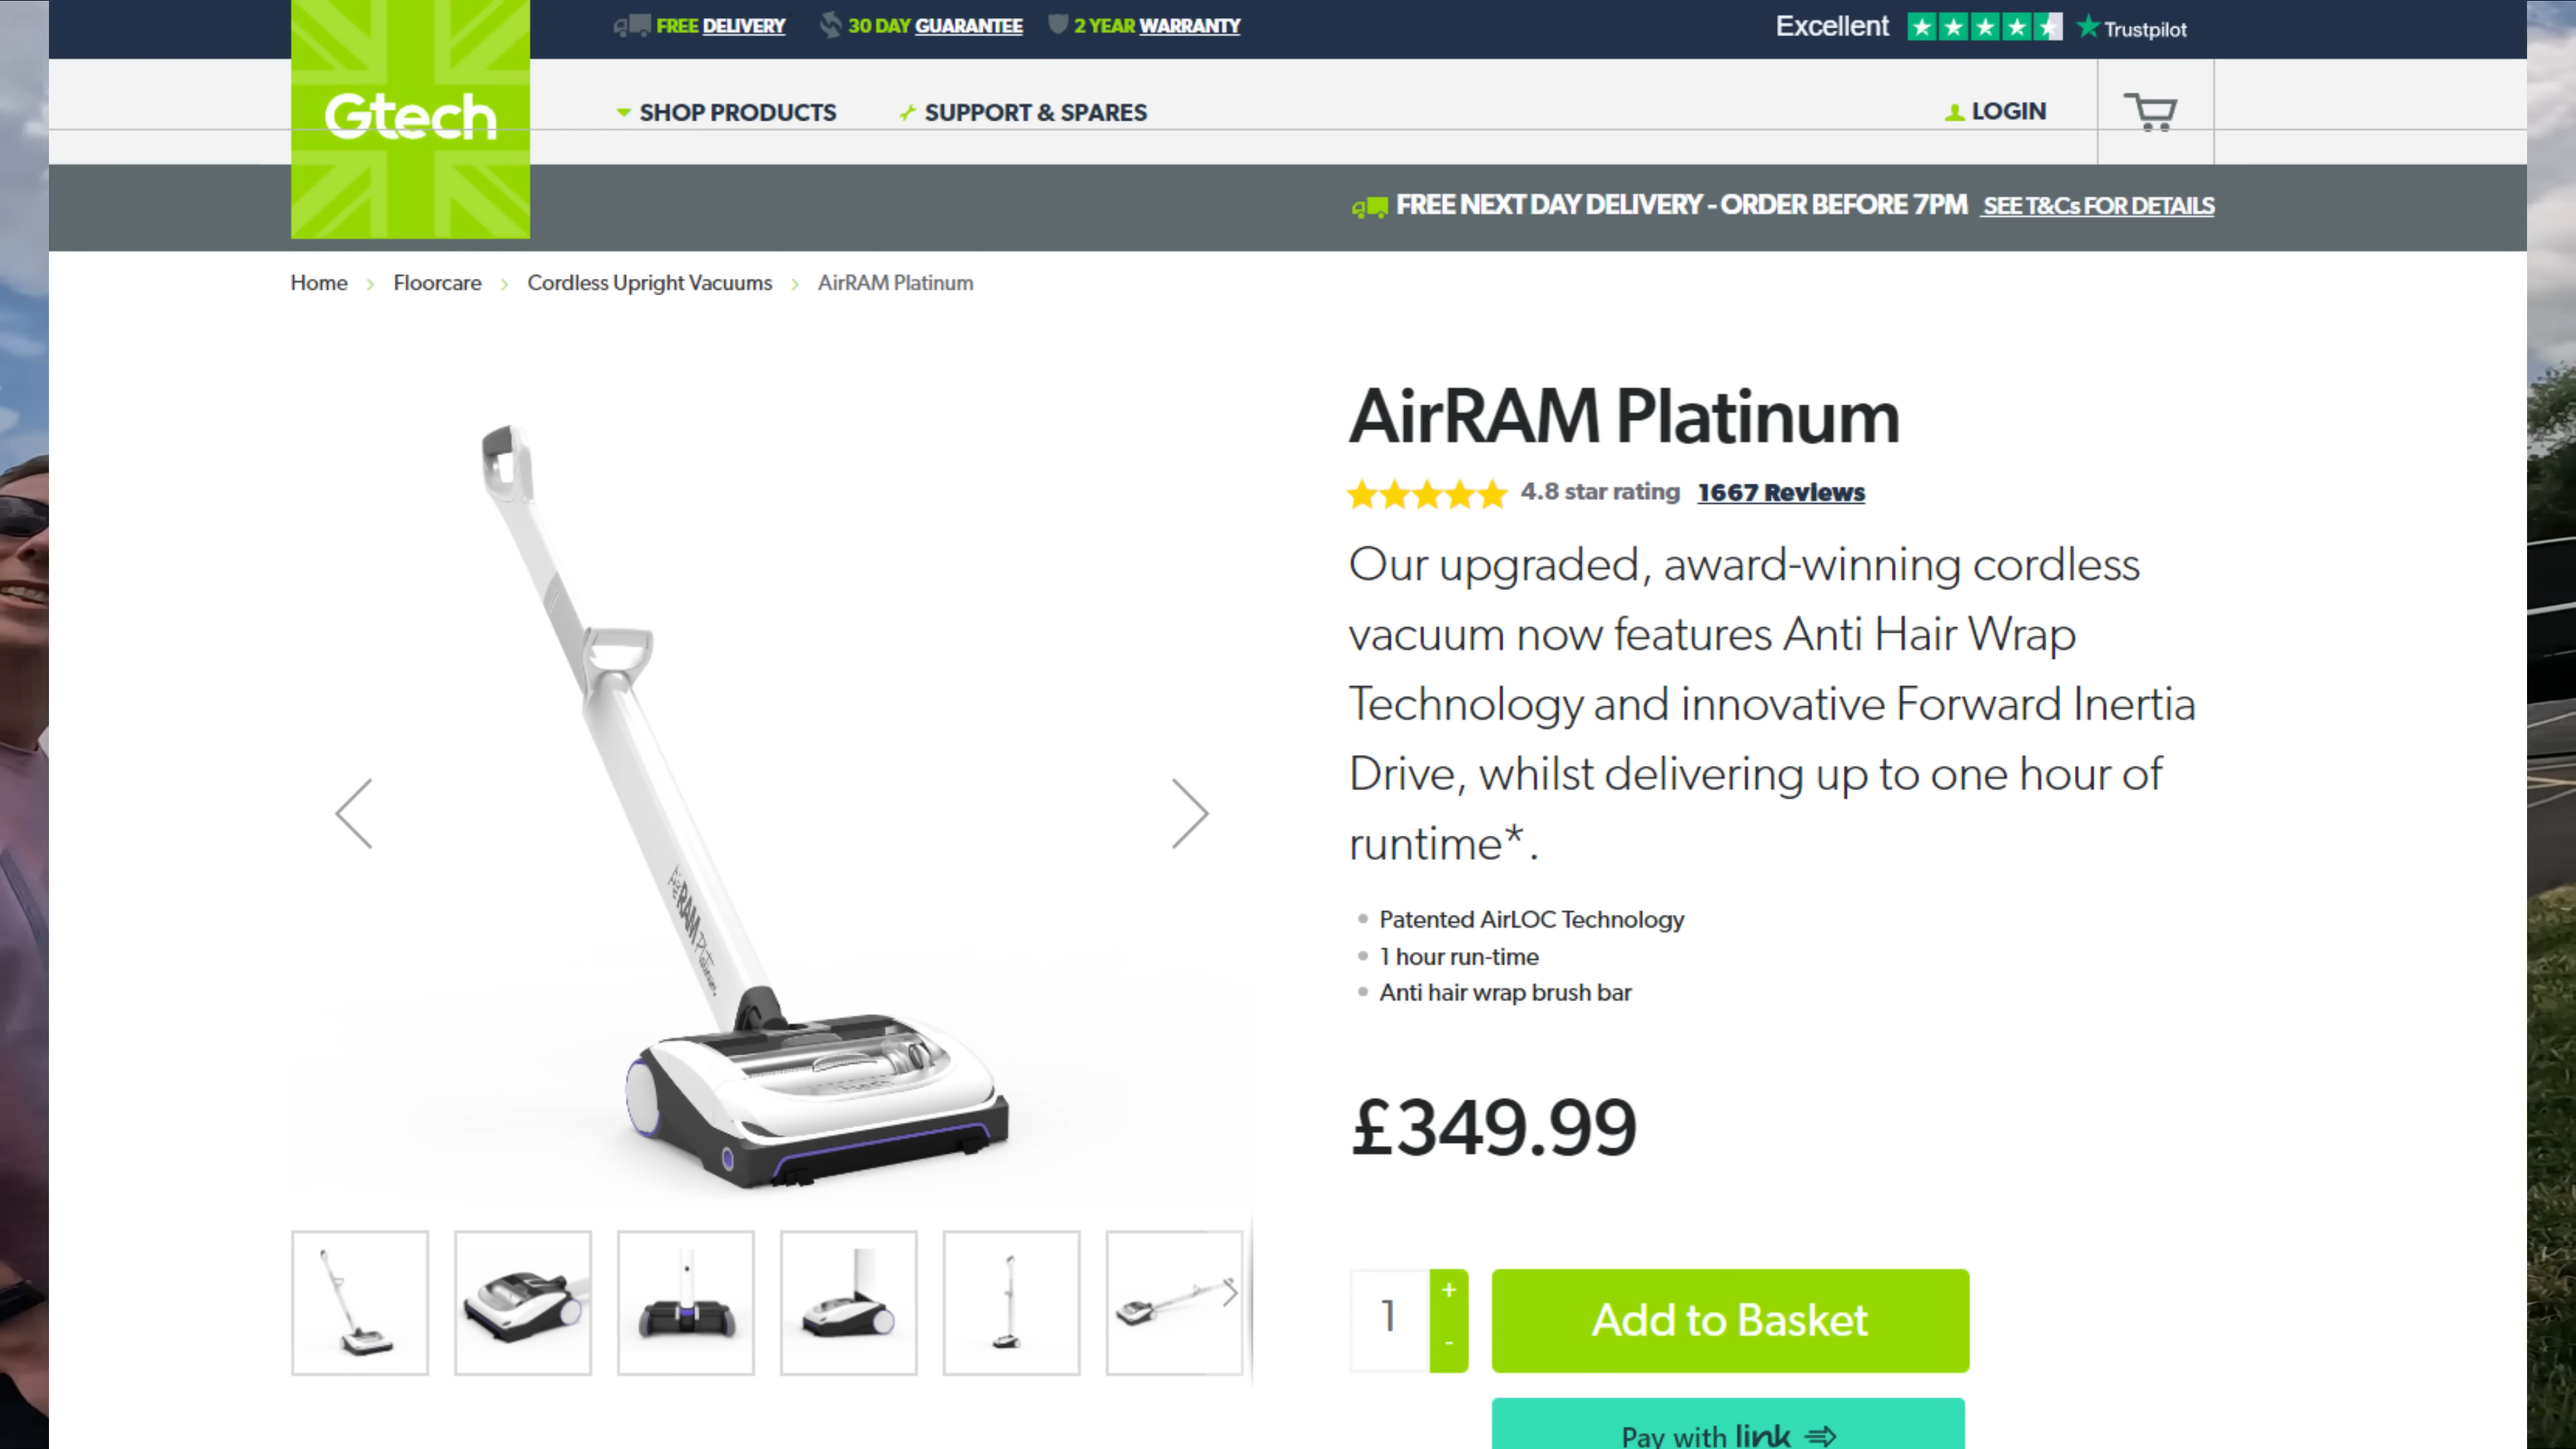 FREE DELIVERY
30 DAY GUARANTEE
2 YEAR WARRANTY
Excellent
Trustpilot
Gtech
SHOP PRODUCTS
SUPPORT & SPARES
LOGIN
FREE NEXT DAY DELIVERY - ORDER BEFORE 7PM SEE T&Cs FOR DETAILS
Home > Floorcare > Cordless Upright Vacuums > AirRAM Platinum
AirRAM Platinum
4.8 star rating 1667 Reviews
Our upgraded, award-winning cordless
vacuum now features Anti Hair Wrap
Technology and innovative Forward Inertia
Drive, whilst delivering up to one hour of
runtime*.
Patented AirLOC Technology
1 hour run-time
Anti hair wrap brush bar
AirRAM Platinum
£349.99
1
+
-
Add to Basket
Pay with link